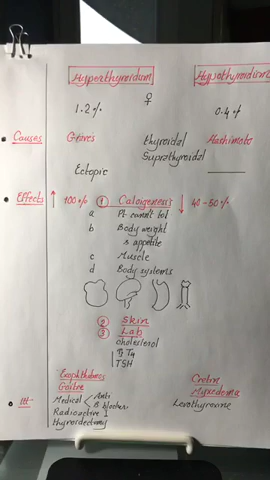 Hyperthyroidism Hypothyroidism
♀
1.2% 0.4%
Causes Graves Thyroidal Hashimoto
Suprathyroidal
Ectopic
Effects ↑ 100% ① Calorigenesis ↓ 40-50%
a Pt cannt tol
b Body weight
& appetite
c Muscle
d Body systems
② Skin
③ Lab
Cholesterol
T3 T4
TSH
Exophthalmos Cretin
Goitre Myxedema
Medical < Anti Levothyroxine
B blocker
Radioactive I
Thyroidectomy